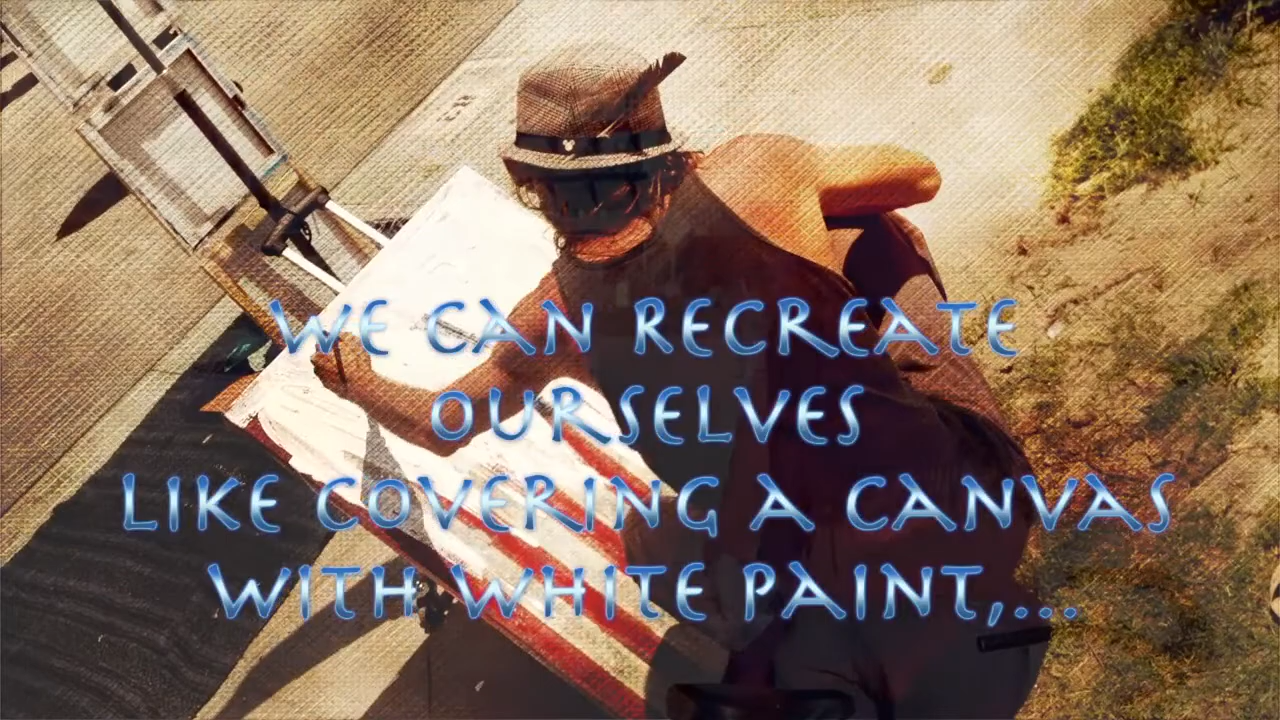 WE CAN RECREATE
OURSELVES
LIKE COVERING A CANVAS
WITH WHITE PAINT,...